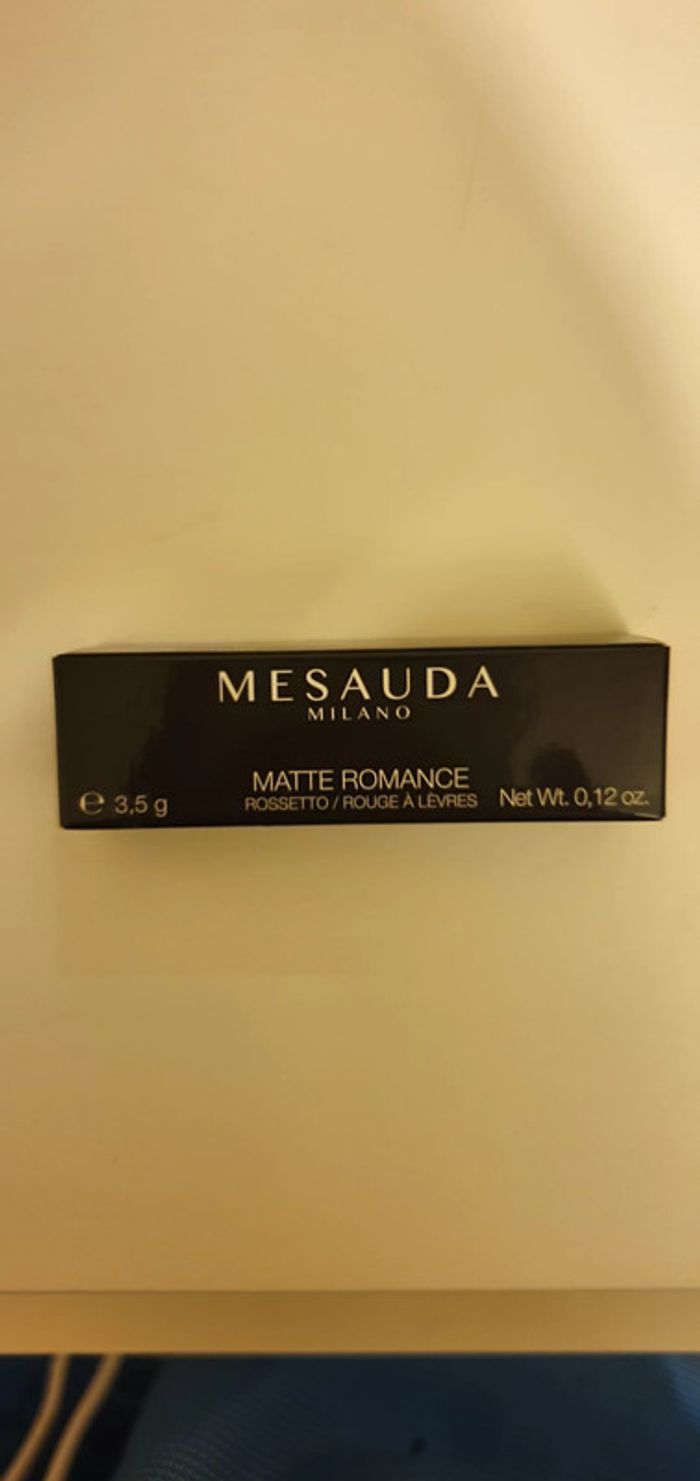 MESAUDA
MILANO
MATTE ROMANCE
ROSSETTO / ROUGE À LÈVRES
℮ 3,5 g
Net Wt. 0,12 oz.